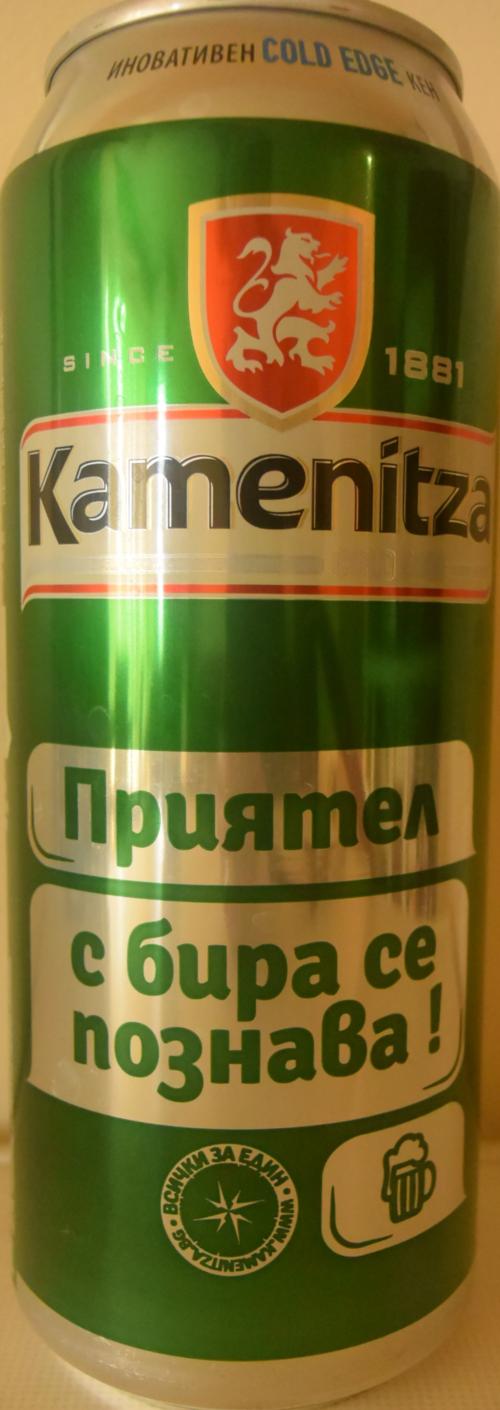 ИНОВАТИВЕН COLD EDGE КЕН
SINCE 1881
Kamenitza
Приятел
с бира се
познава!
ВСИЧКИ ЗА ЕДИН • WWW.KAMENITZA.BG •